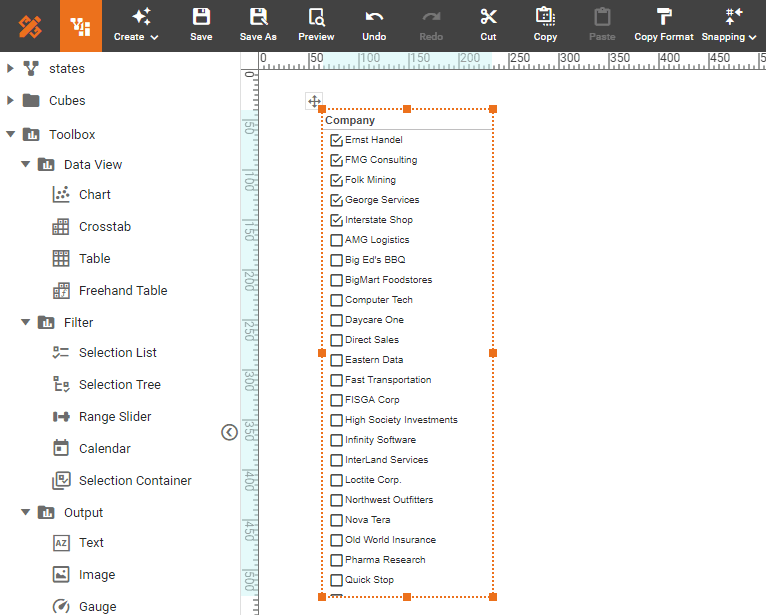 Create
Save
Save As
Preview
Undo
Redo
Cut
Copy
Paste
Copy Format
Snapping
0 50 100 150 200 250 300 350 400 450 500
states
Cubes
Toolbox
Data View
Chart
Crosstab
Table
Freehand Table
Filter
Selection List
Selection Tree
Range Slider
Calendar
Selection Container
Output
AZ Text
Image
Gauge
0
50
100
150
200
250
300
350
400
450
500
Company
Ernst Handel
FMG Consulting
Folk Mining
George Services
Interstate Shop
AMG Logistics
Big Ed's BBQ
BigMart Foodstores
Computer Tech
Daycare One
Direct Sales
Eastern Data
Fast Transportation
FISGA Corp
High Society Investments
Infinity Software
InterLand Services
Loctite Corp.
Northwest Outfitters
Nova Tera
Old World Insurance
Pharma Research
Quick Stop